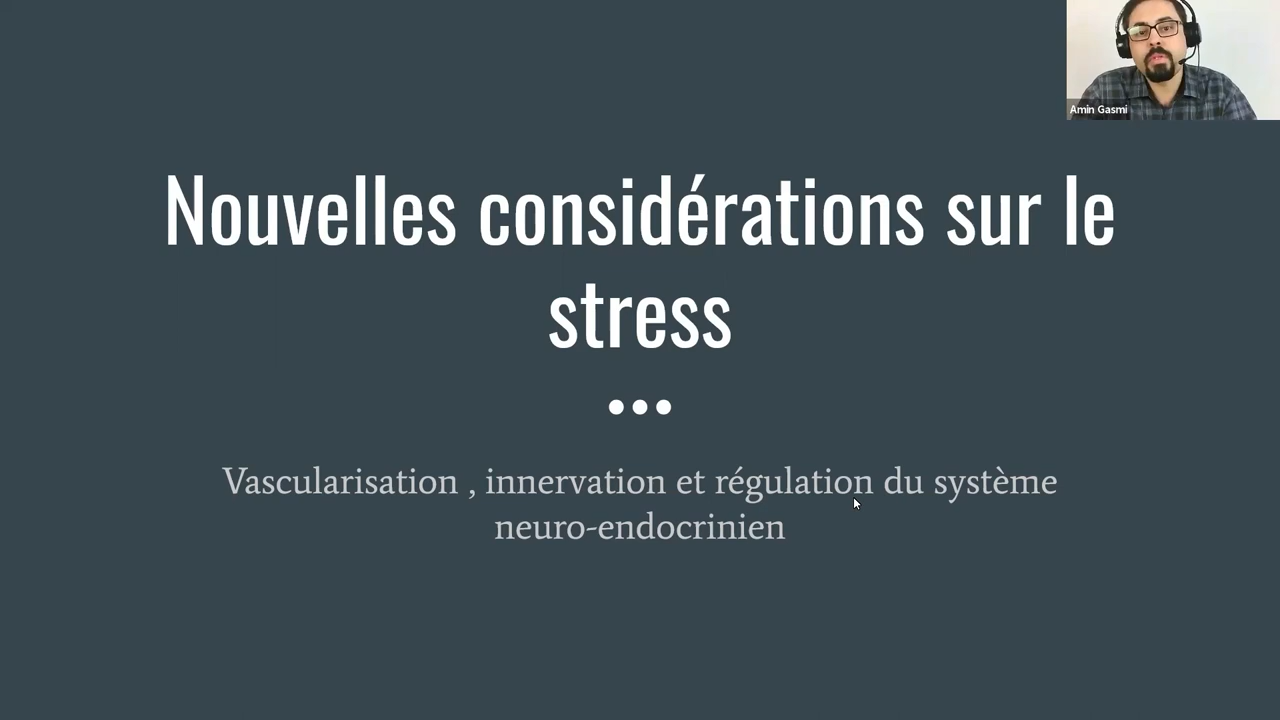 Amin Gasmi
Nouvelles considérations sur le
stress
Vascularisation , innervation et régulation du système
neuro-endocrinien